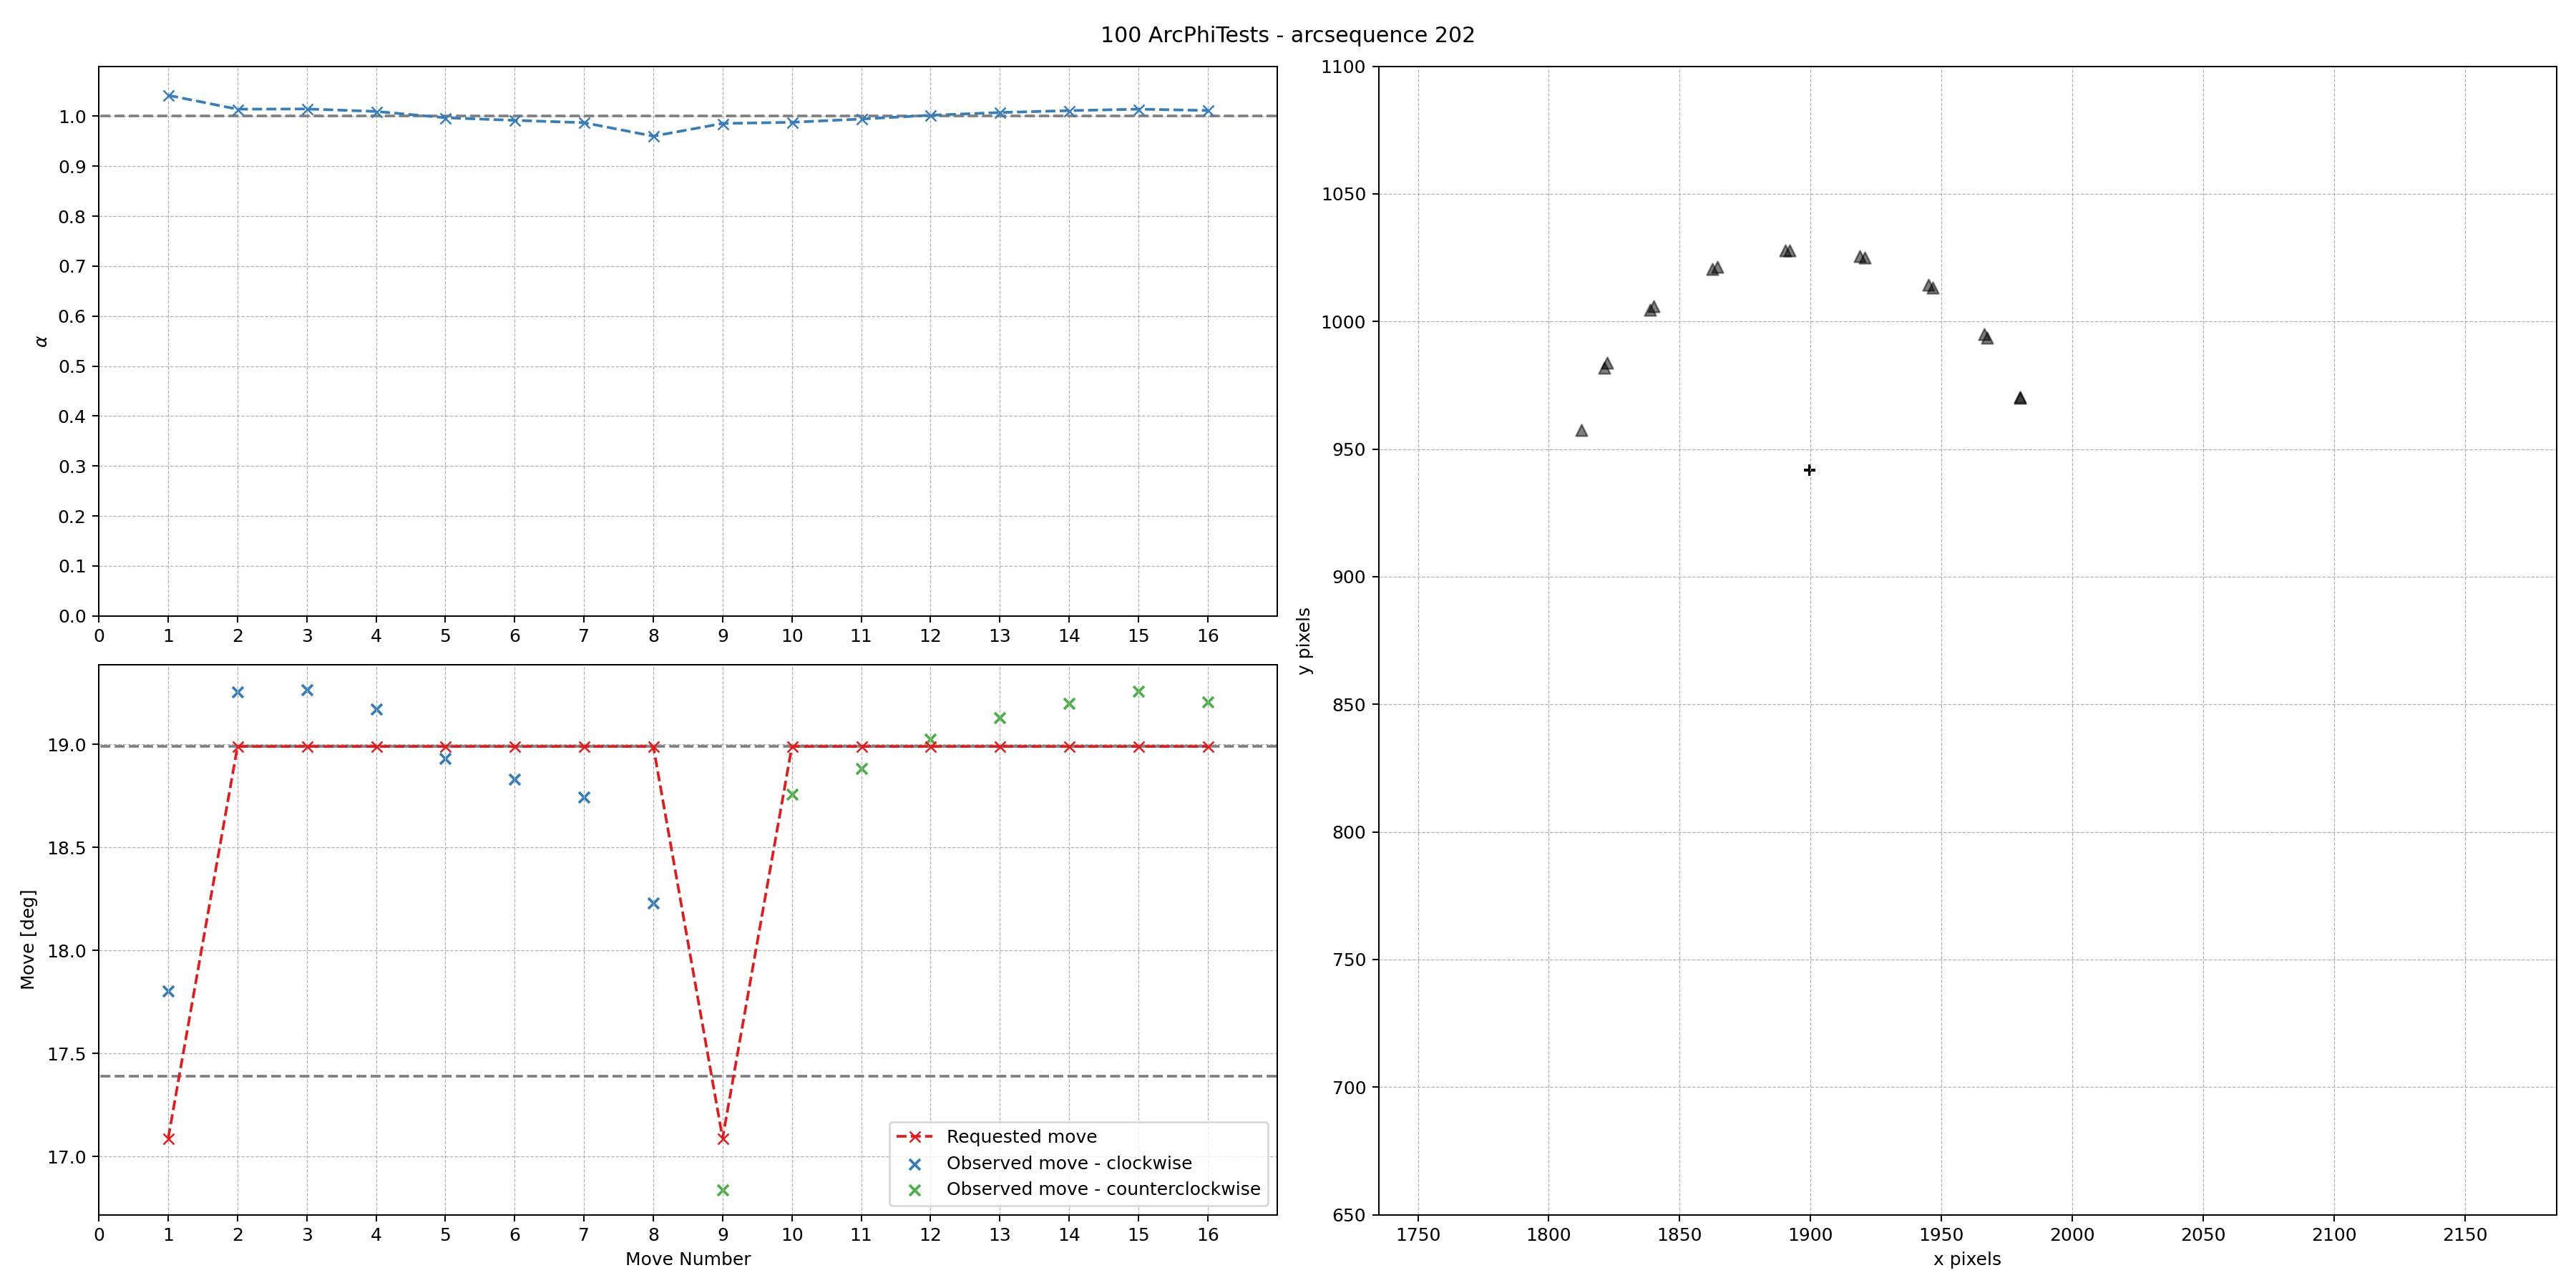 100 ArcPhiTests - arcsequence 202
1.0
0.9
0.8
0.7
0.6
0.5
0.4
0.3
0.2
0.1
0.0
α
0 1 2 3 4 5 6 7 8 9 10 11 12 13 14 15 16
19.0
18.5
18.0
17.5
17.0
Move [deg]
Requested move
Observed move - clockwise
Observed move - counterclockwise
0 1 2 3 4 5 6 7 8 9 10 11 12 13 14 15 16
Move Number
1100
1050
1000
950
900
850
800
750
700
650
y pixels
1750 1800 1850 1900 1950 2000 2050 2100 2150
x pixels